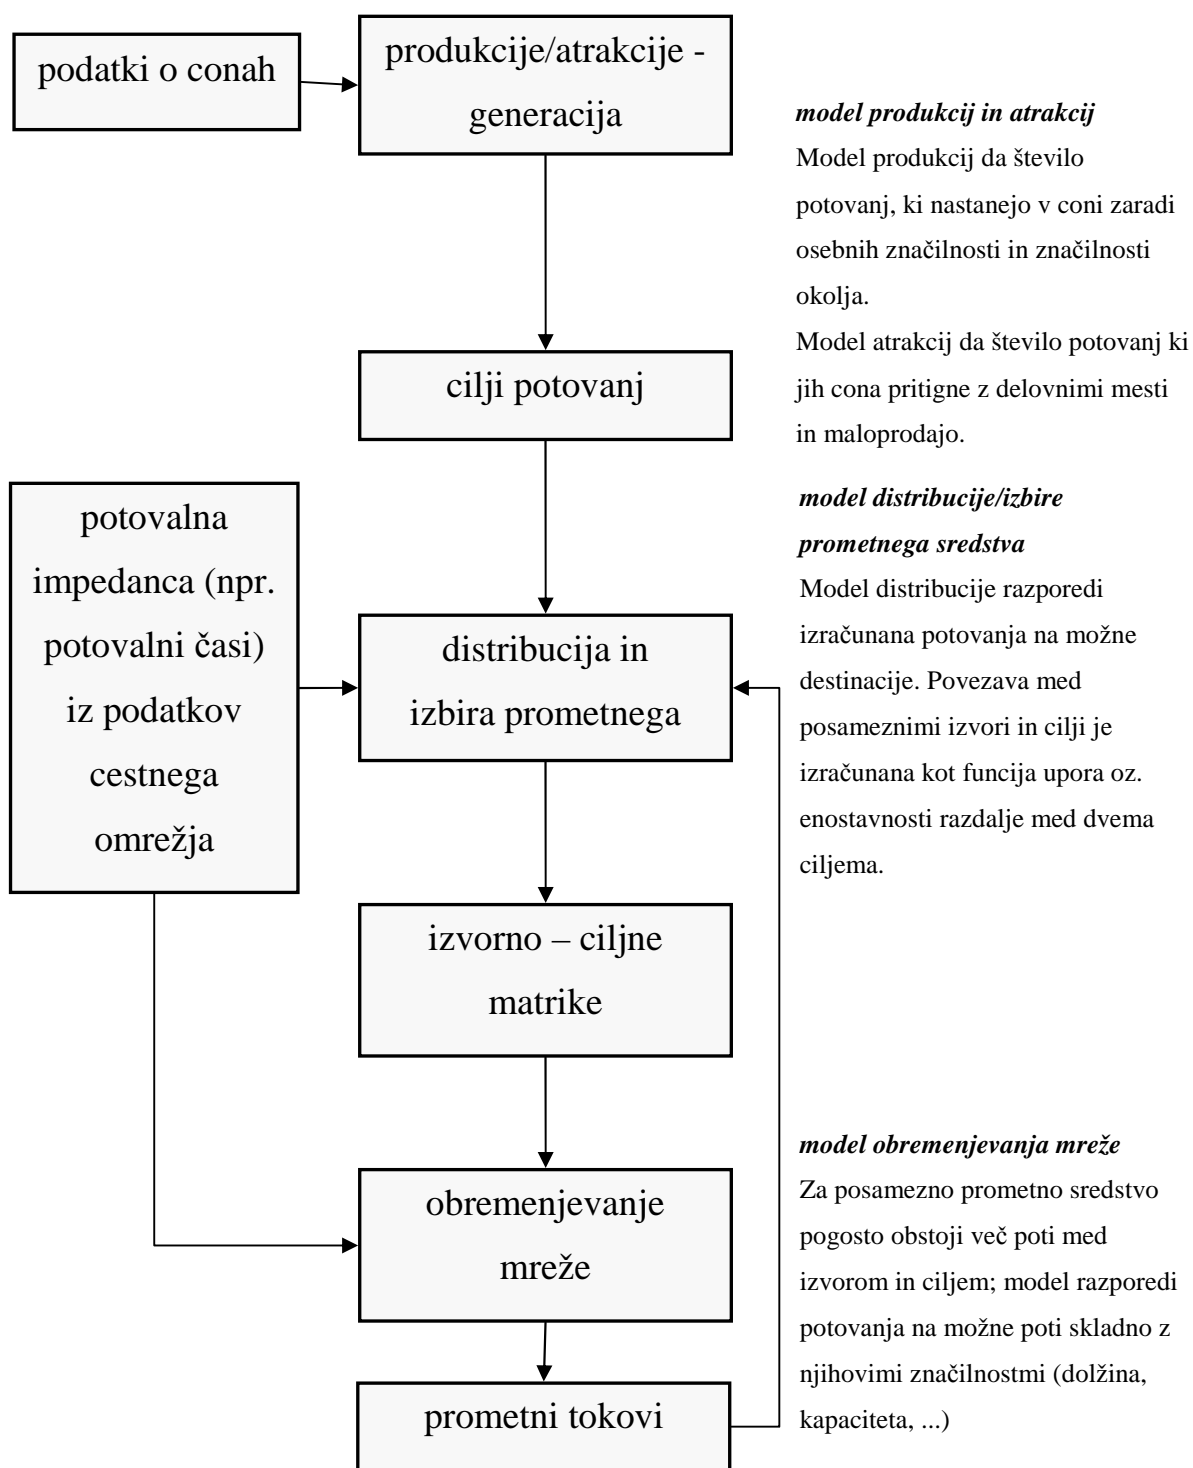 podatki o conah
produkcije/atrakcije -
generacija
model produkcij in atrakcij
Model produkcij da število
potovanj, ki nastanejo v coni zaradi
osebnih značilnosti in značilnosti
okolja.
Model atrakcij da število potovanj ki
jih cona pritigne z delovnimi mesti
in maloprodajo.
cilji potovanj
potovalna
impedanca (npr.
potovalni časi)
iz podatkov
cestnega
omrežja
distribucija in
izbira prometnega
model distribucije/izbire
prometnega sredstva
Model distribucije razporedi
izračunana potovanja na možne
destinacije. Povezava med
posameznimi izvori in cilji je
izračunana kot funcija upora oz.
enostavnosti razdalje med dvema
ciljema.
izvorno – ciljne
matrike
obremenjevanje
mreže
model obremenjevanja mreže
Za posamezno prometno sredstvo
pogosto obstoji več poti med
izvorom in ciljem; model razporedi
potovanja na možne poti skladno z
njihovimi značilnostmi (dolžina,
kapaciteta, ...)
prometni tokovi